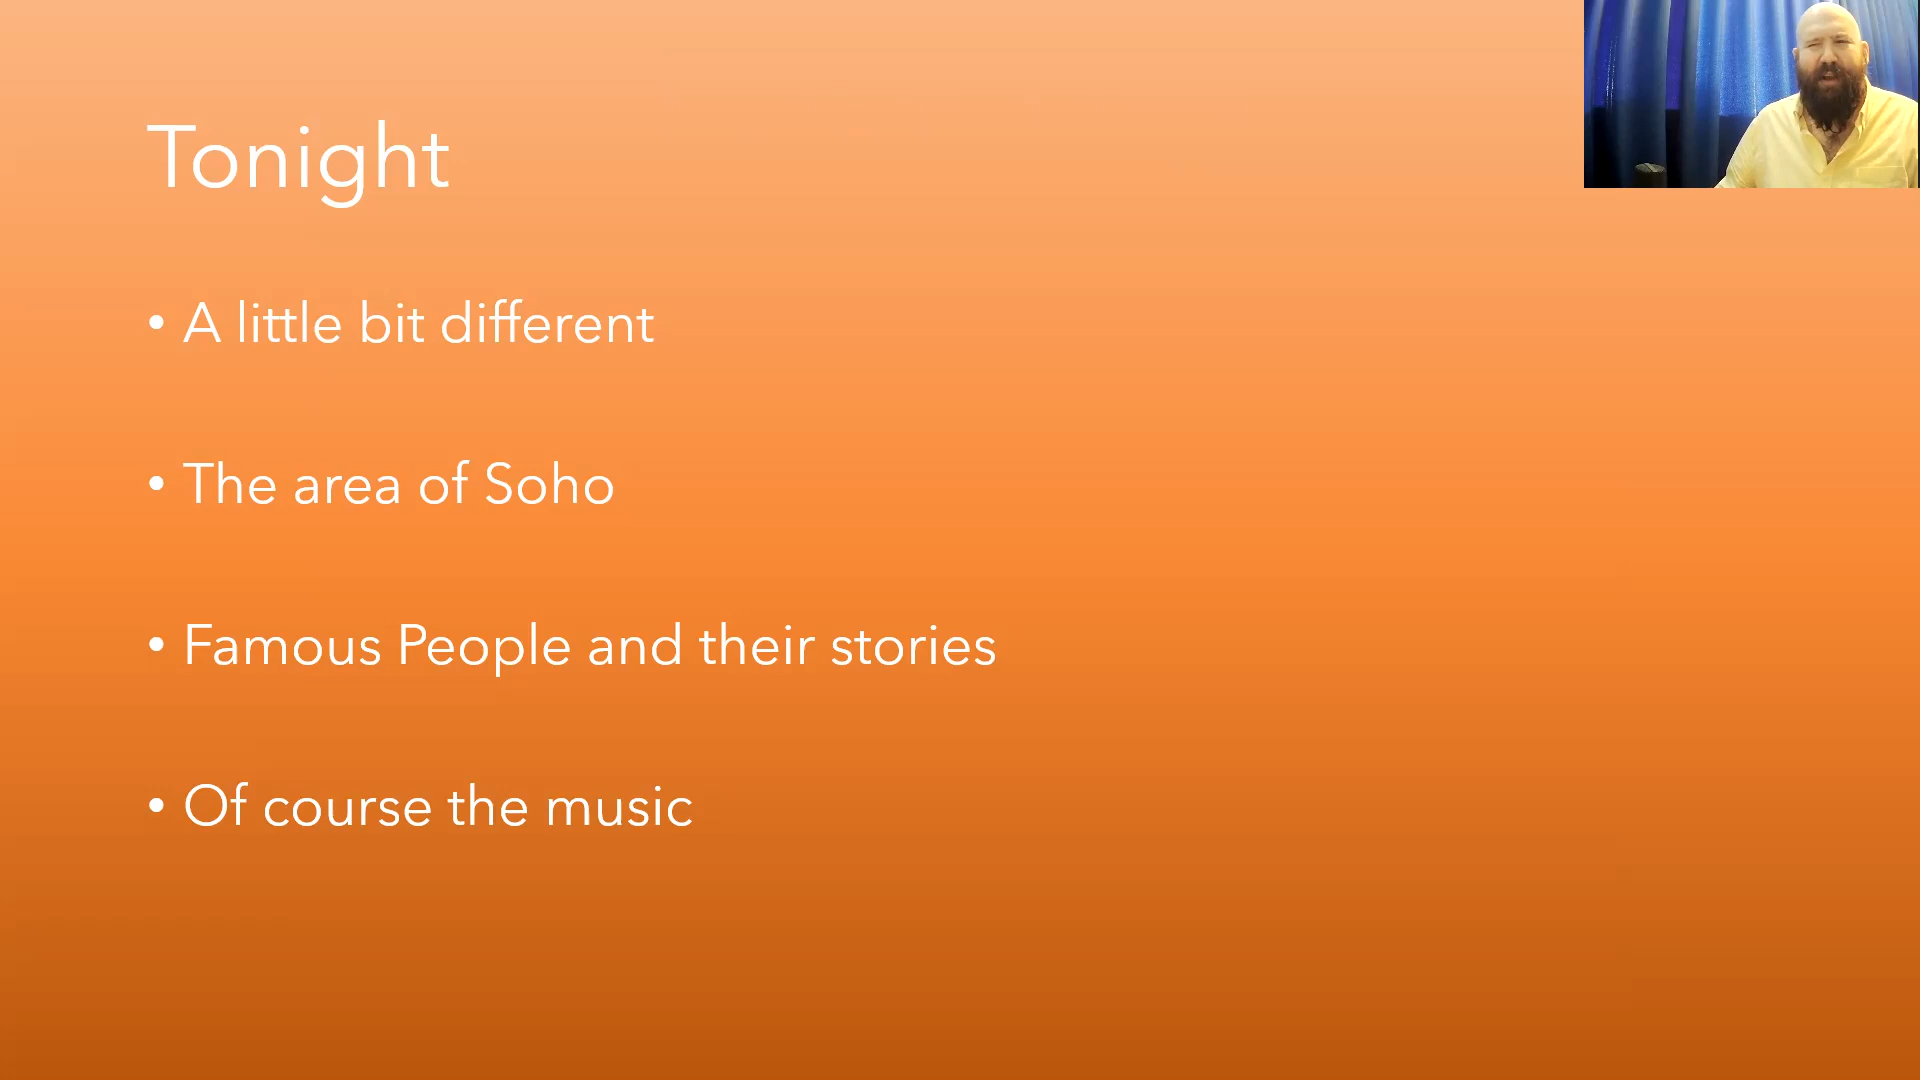 Tonight
• A little bit different
• The area of Soho
• Famous People and their stories
• Of course the music